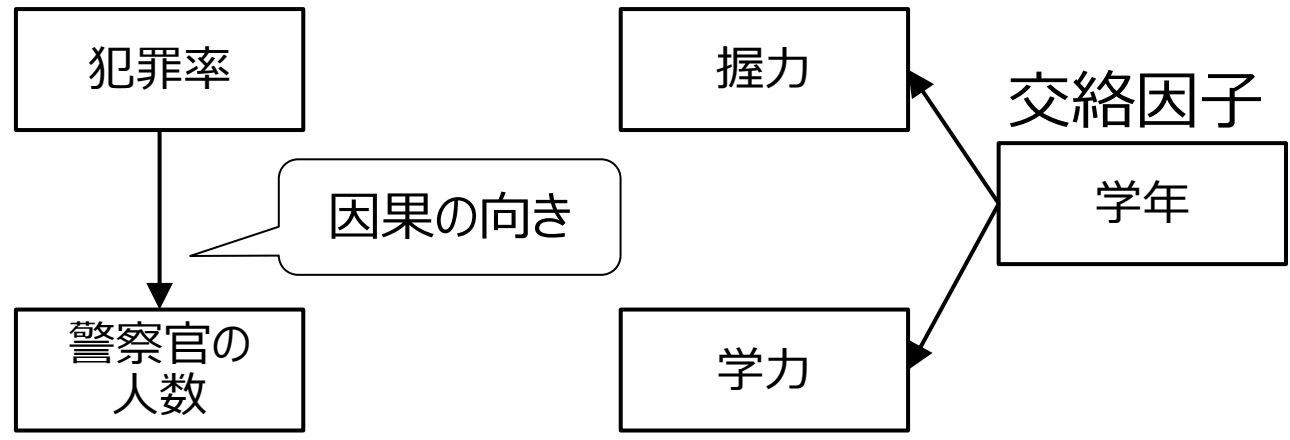 犯罪率
因果の向き
警察官の
人数
握力
交絡因子
学年
学力